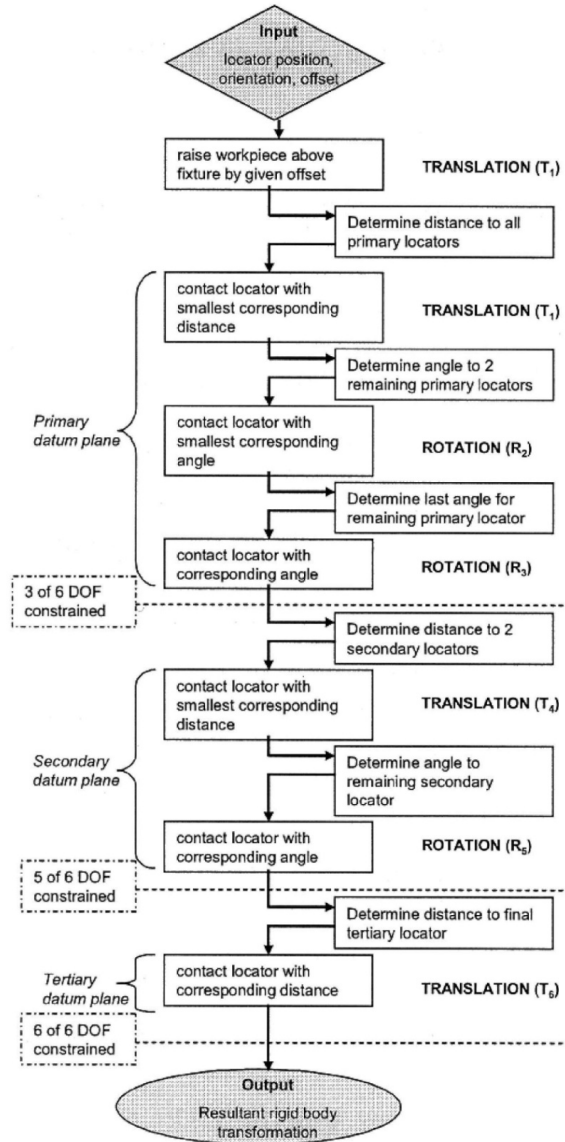 Input
locator position,
orientation, offset
raise workpiece above
fixture by given offset
TRANSLATION (T₁)
Determine distance to all
primary locators
contact locator with
smallest corresponding
distance
TRANSLATION (T₁)
Determine angle to 2
remaining primary locators
Primary
datum plane
contact locator with
smallest corresponding
angle
ROTATION (R₂)
Determine last angle for
remaining primary locator
contact locator with
corresponding angle
ROTATION (R₃)
3 of 6 DOF
constrained
Determine distance to 2
secondary locators
contact locator with
smallest corresponding
distance
TRANSLATION (T₄)
Secondary
datum plane
Determine angle to
remaining secondary
locator
contact locator with
corresponding angle
ROTATION (R₅)
5 of 6 DOF
constrained
Determine distance to final
tertiary locator
Tertiary
datum plane
contact locator with
corresponding distance
TRANSLATION (T₆)
6 of 6 DOF
constrained
Output
Resultant rigid body
transformation